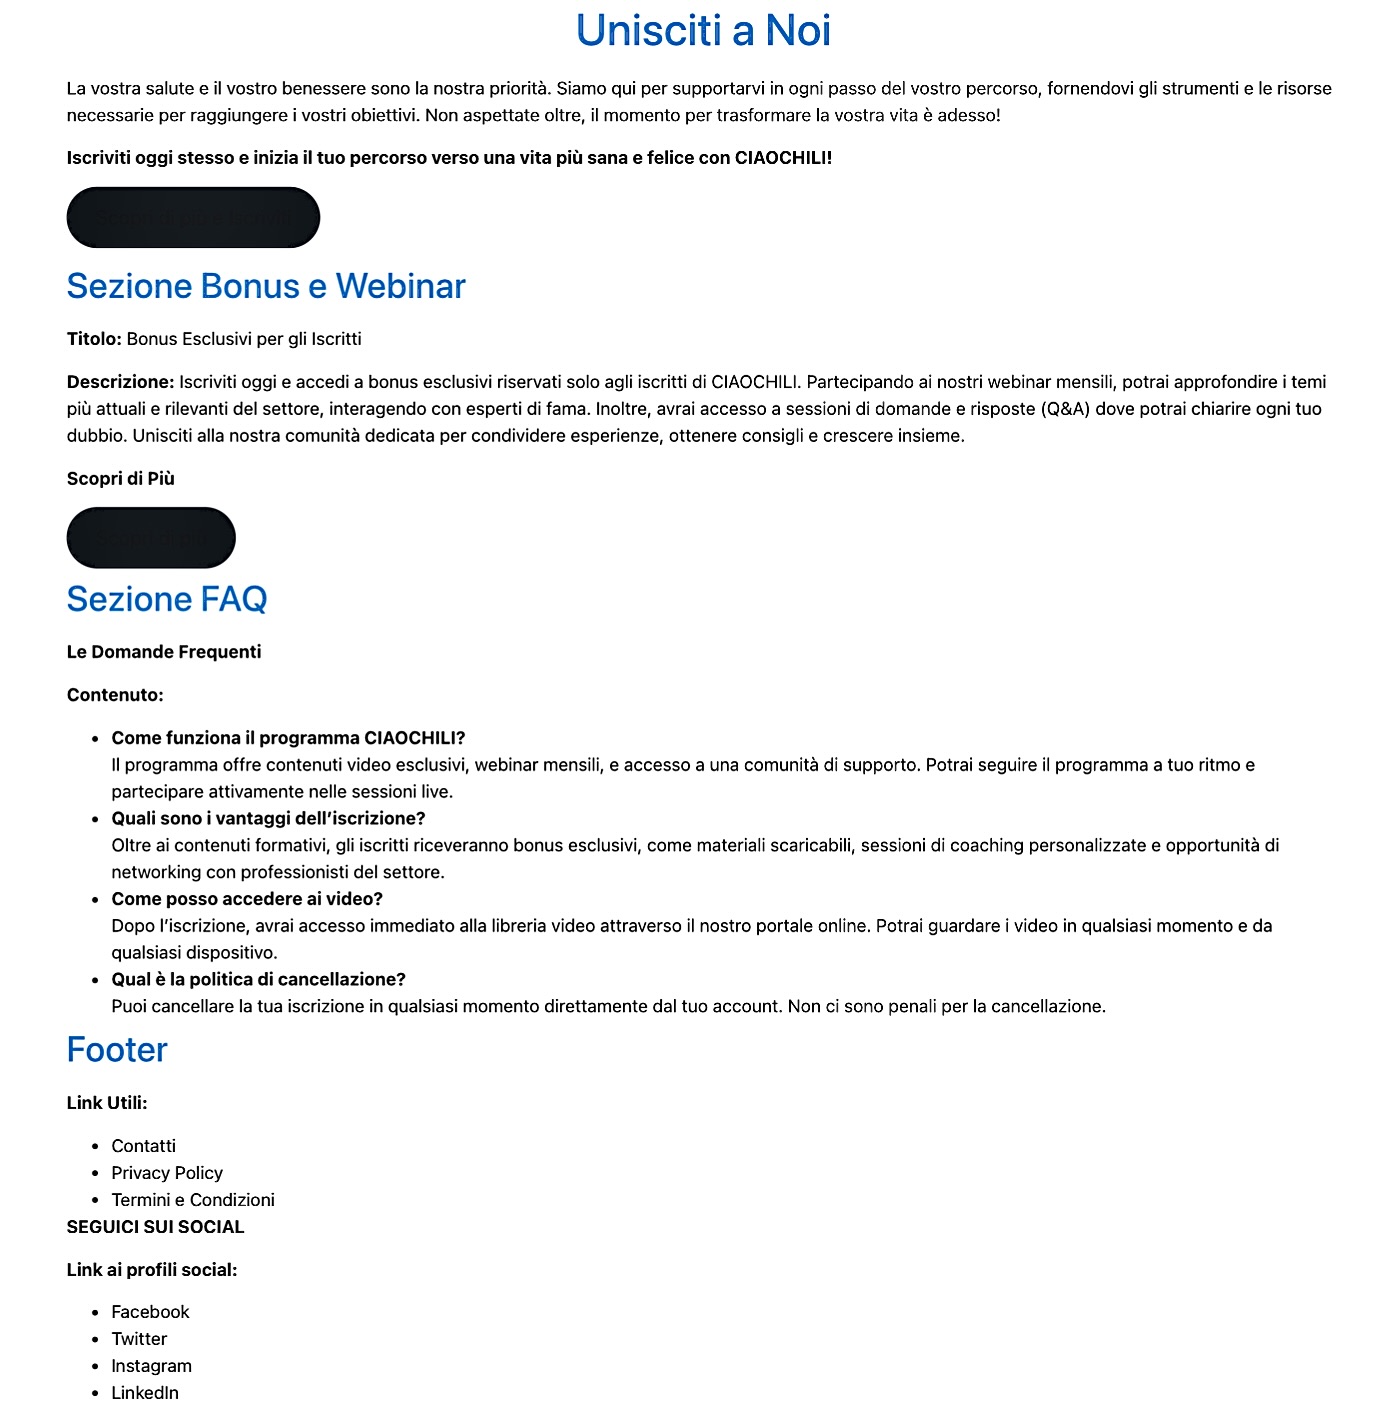 Unisciti a Noi
La vostra salute e il vostro benessere sono la nostra priorità. Siamo qui per supportarvi in ogni passo del vostro percorso, fornendovi gli strumenti e le risorse
necessarie per raggiungere i vostri obiettivi. Non aspettate oltre, il momento per trasformare la vostra vita è adesso!
Iscriviti oggi stesso e inizia il tuo percorso verso una vita più sana e felice con CIAOCHILI!
Sezione Bonus e Webinar
Titolo: Bonus Esclusivi per gli Iscritti
Descrizione: Iscriviti oggi e accedi a bonus esclusivi riservati solo agli iscritti di CIAOCHILI. Partecipando ai nostri webinar mensili, potrai approfondire i temi
più attuali e rilevanti del settore, interagendo con esperti di fama. Inoltre, avrai accesso a sessioni di domande e risposte (Q&A) dove potrai chiarire ogni tuo
dubbio. Unisciti alla nostra comunità dedicata per condividere esperienze, ottenere consigli e crescere insieme.
Scopri di Più
Sezione FAQ
Le Domande Frequenti
Contenuto:
• Come funziona il programma CIAOCHILI?
Il programma offre contenuti video esclusivi, webinar mensili, e accesso a una comunità di supporto. Potrai seguire il programma a tuo ritmo e
partecipare attivamente nelle sessioni live.
• Quali sono i vantaggi dell’iscrizione?
Oltre ai contenuti formativi, gli iscritti riceveranno bonus esclusivi, come materiali scaricabili, sessioni di coaching personalizzate e opportunità di
networking con professionisti del settore.
• Come posso accedere ai video?
Dopo l’iscrizione, avrai accesso immediato alla libreria video attraverso il nostro portale online. Potrai guardare i video in qualsiasi momento e da
qualsiasi dispositivo.
• Qual è la politica di cancellazione?
Puoi cancellare la tua iscrizione in qualsiasi momento direttamente dal tuo account. Non ci sono penali per la cancellazione.
Footer
Link Utili:
• Contatti
• Privacy Policy
• Termini e Condizioni
SEGUICI SUI SOCIAL
Link ai profili social:
• Facebook
• Twitter
• Instagram
• LinkedIn